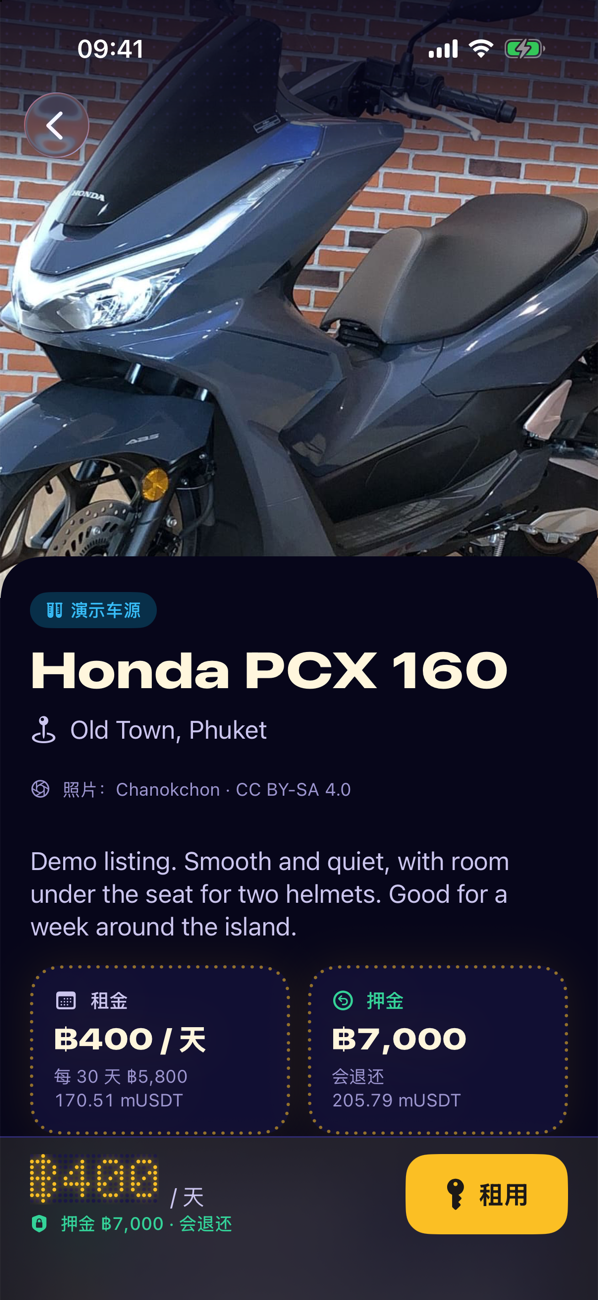 09:41
HONDA
ABS
演示车源
Honda PCX 160
Old Town, Phuket
照片：Chanokchon · CC BY-SA 4.0
Demo listing. Smooth and quiet, with room
under the seat for two helmets. Good for a
week around the island.
租金
฿400 / 天
每 30 天 ฿5,800
170.51 mUSDT
押金
฿7,000
会退还
205.79 mUSDT
฿400 / 天
押金 ฿7,000 · 会退还
租用